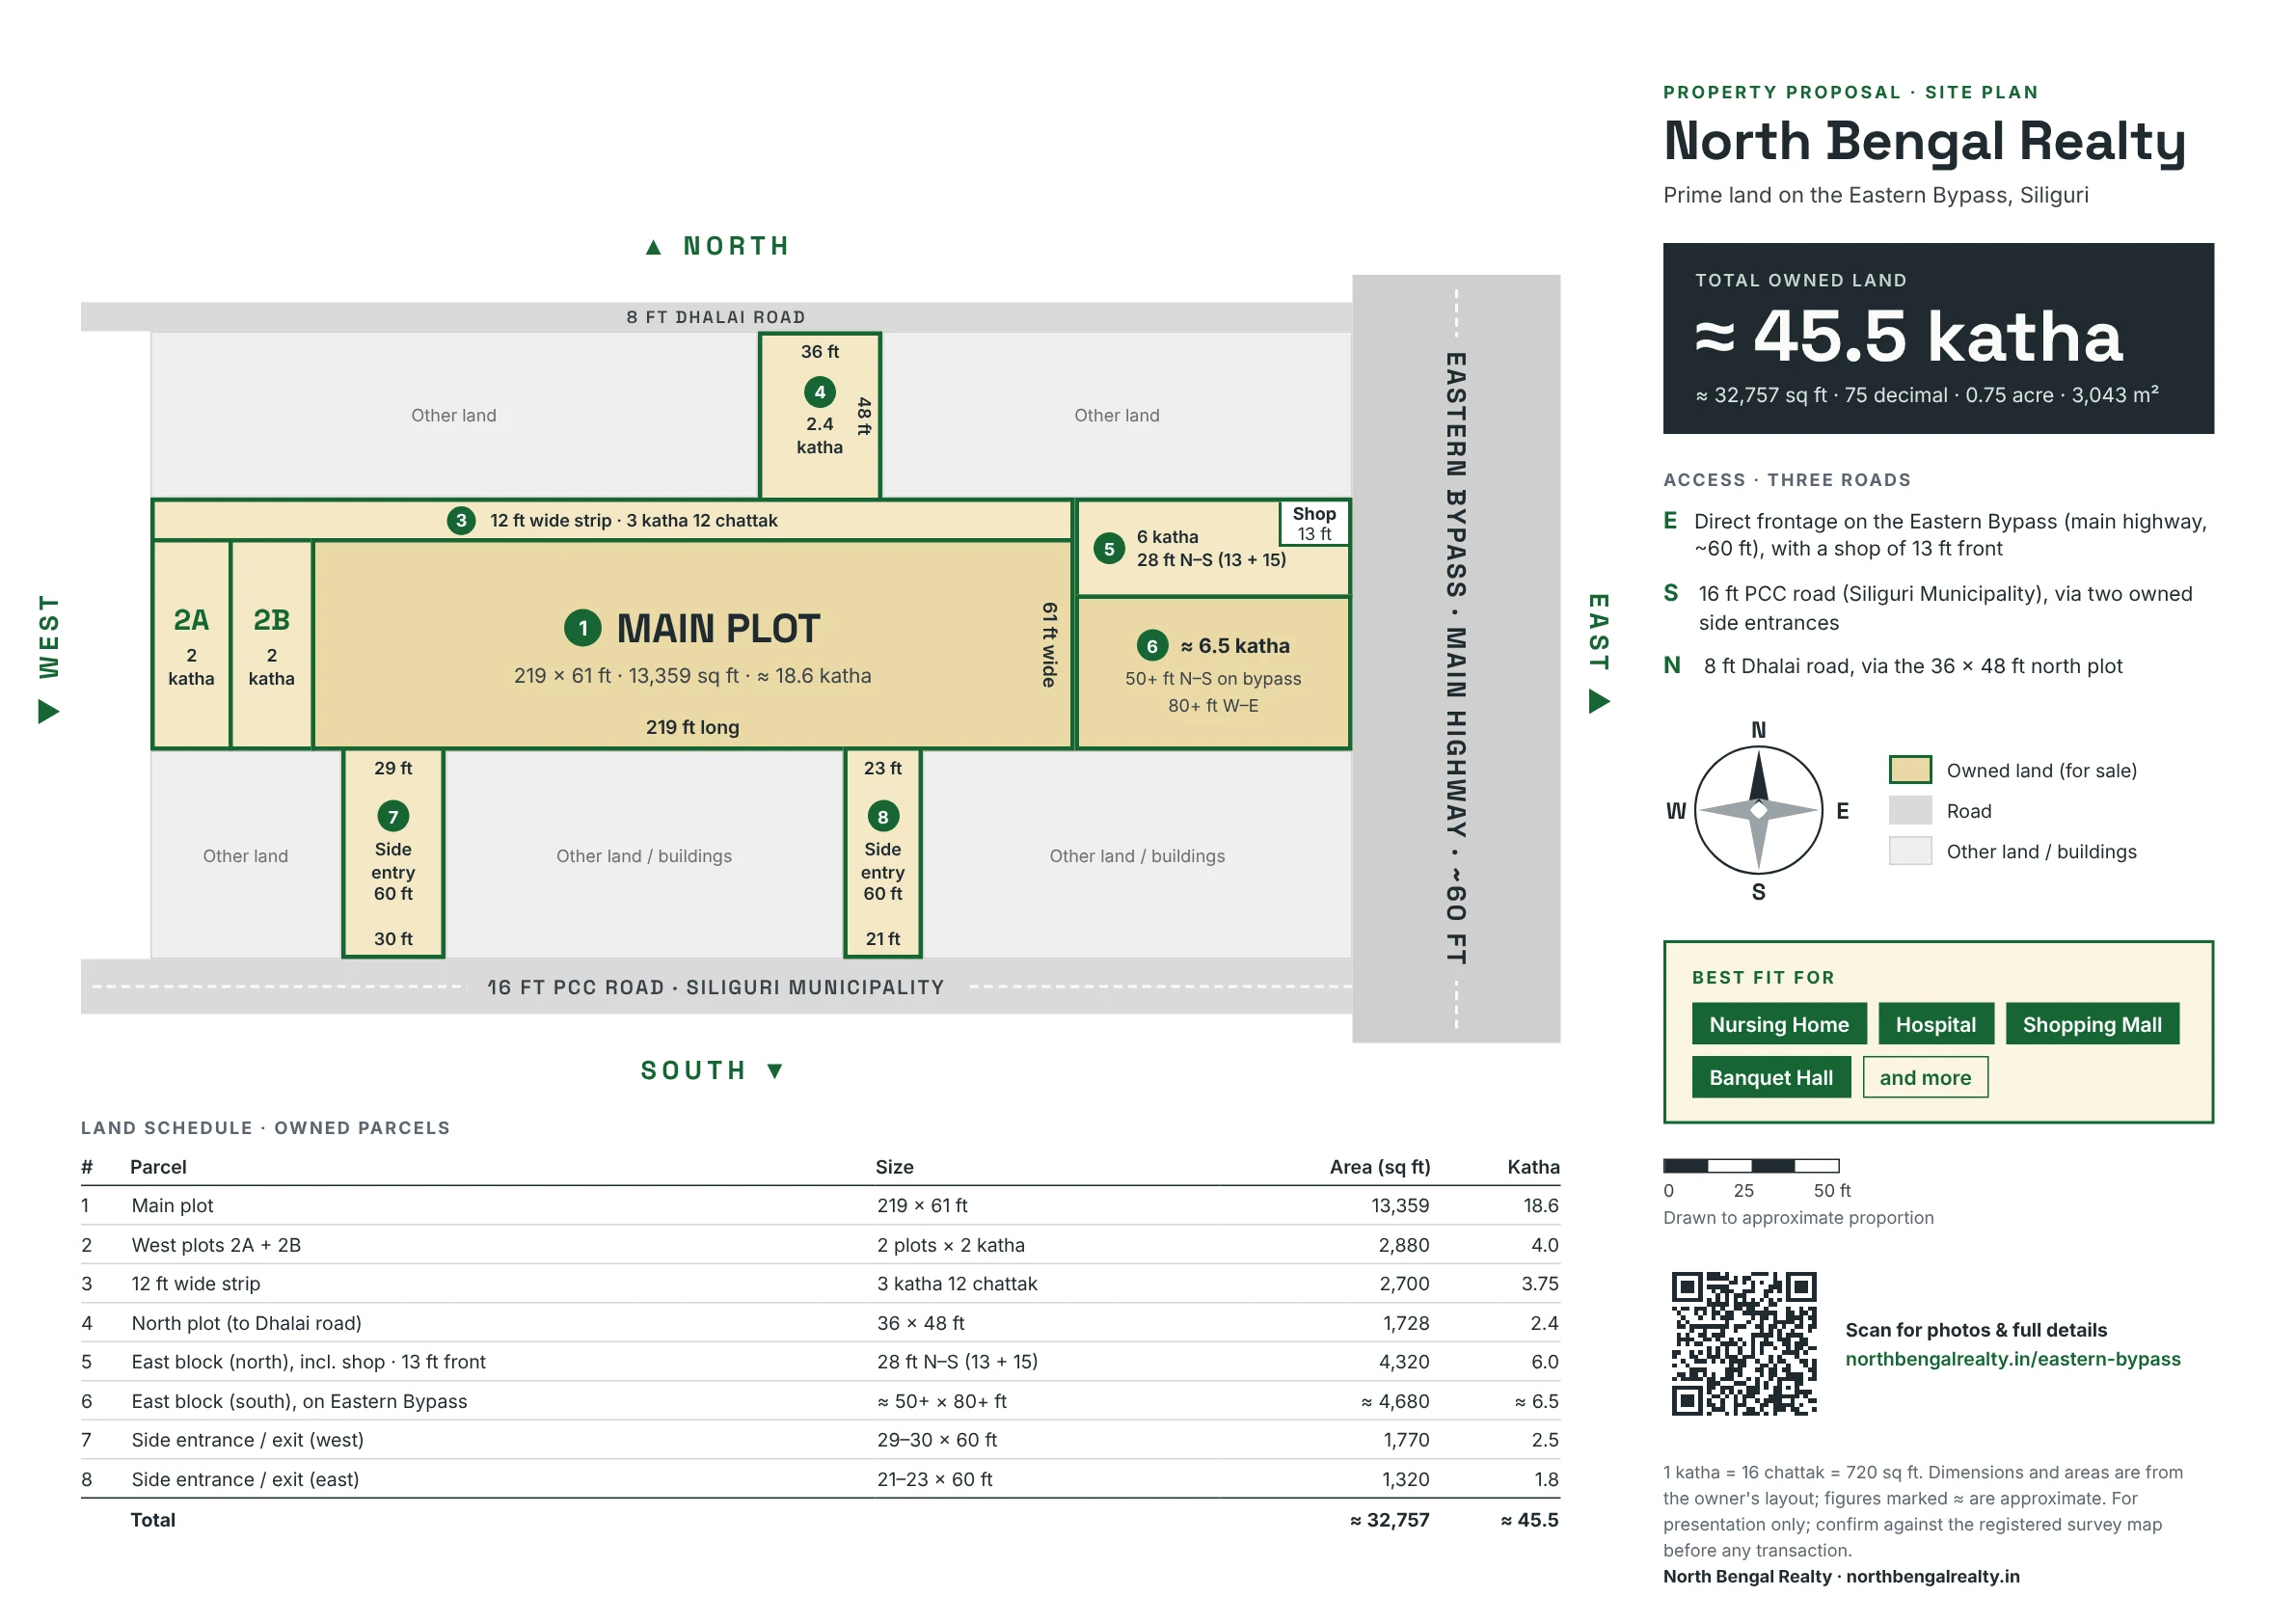 PROPERTY PROPOSAL · SITE PLAN
North Bengal Realty
Prime land on the Eastern Bypass, Siliguri
TOTAL OWNED LAND
≈ 45.5 katha
≈ 32,757 sq ft · 75 decimal · 0.75 acre · 3,043 m²
ACCESS · THREE ROADS
E Direct frontage on the Eastern Bypass (main highway,
~60 ft), with a shop of 13 ft front
S 16 ft PCC road (Siliguri Municipality), via two owned
side entrances
N 8 ft Dhalai road, via the 36 × 48 ft north plot
N
W
E
S
Owned land (for sale)
Road
Other land / buildings
BEST FIT FOR
Nursing Home
Hospital
Shopping Mall
Banquet Hall
and more
0 25 50 ft
Drawn to approximate proportion
Scan for photos & full details
northbengalrealty.in/eastern-bypass
1 katha = 16 chattak = 720 sq ft. Dimensions and areas are from
the owner's layout; figures marked ≈ are approximate. For
presentation only; confirm against the registered survey map
before any transaction.
North Bengal Realty · northbengalrealty.in
▲ NORTH
8 FT DHALAI ROAD
Other land
36 ft
4
2.4
katha
48 ft
Other land
3 12 ft wide strip · 3 katha 12 chattak
5
6 katha
28 ft N–S (13 + 15)
Shop
13 ft
2A
2
katha
2B
2
katha
1 MAIN PLOT
219 × 61 ft · 13,359 sq ft · ≈ 18.6 katha
219 ft long
61 ft wide
6 ≈ 6.5 katha
50+ ft N–S on bypass
80+ ft W–E
Other land
29 ft
7
Side
entry
60 ft
30 ft
Other land / buildings
23 ft
8
Side
entry
60 ft
21 ft
Other land / buildings
16 FT PCC ROAD · SILIGURI MUNICIPALITY
EASTERN BYPASS · MAIN HIGHWAY · ~60 FT
◀ WEST
EAST ▶
SOUTH ▼
LAND SCHEDULE · OWNED PARCELS
# Parcel Size Area (sq ft) Katha
1 Main plot 219 × 61 ft 13,359 18.6
2 West plots 2A + 2B 2 plots × 2 katha 2,880 4.0
3 12 ft wide strip 3 katha 12 chattak 2,700 3.75
4 North plot (to Dhalai road) 36 × 48 ft 1,728 2.4
5 East block (north), incl. shop · 13 ft front 28 ft N–S (13 + 15) 4,320 6.0
6 East block (south), on Eastern Bypass ≈ 50+ × 80+ ft ≈ 4,680 ≈ 6.5
7 Side entrance / exit (west) 29–30 × 60 ft 1,770 2.5
8 Side entrance / exit (east) 21–23 × 60 ft 1,320 1.8
Total ≈ 32,757 ≈ 45.5